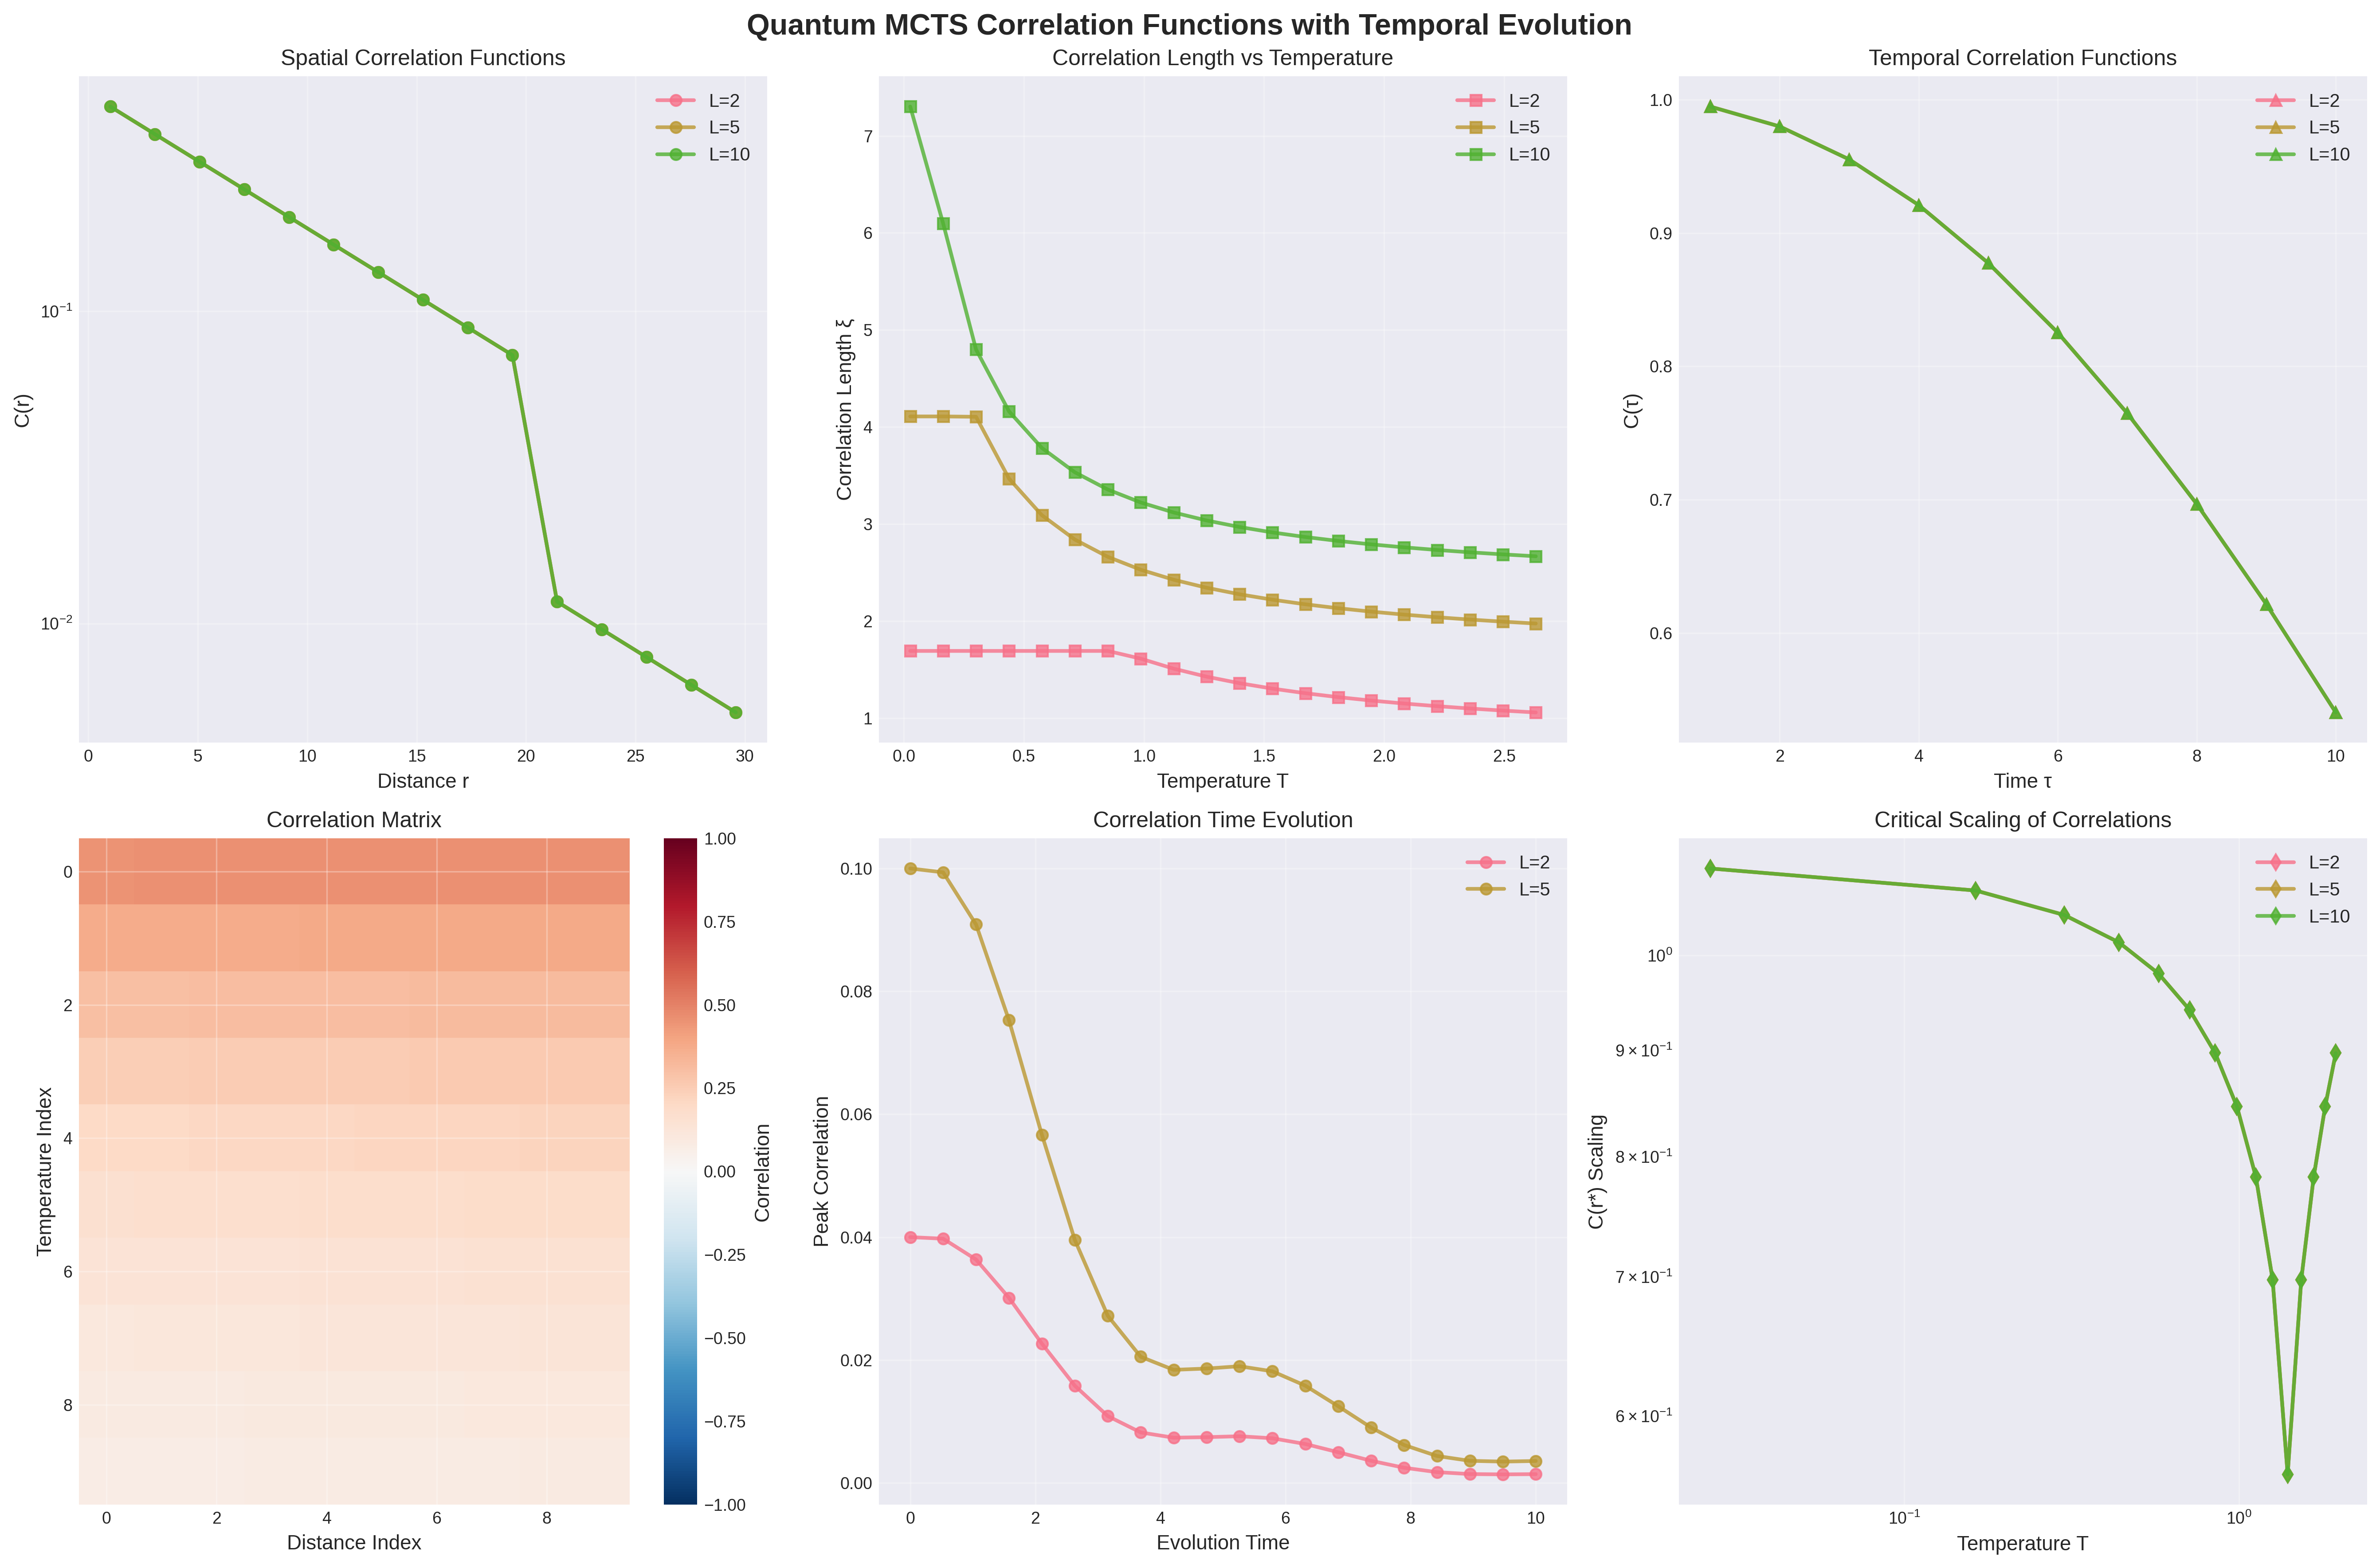 Quantum MCTS Correlation Functions with Temporal Evolution
Spatial Correlation Functions
L=2
L=5
L=10
10⁻¹
10⁻²
C(r)
0 5 10 15 20 25 30
Distance r
Correlation Length vs Temperature
L=2
L=5
L=10
7
6
5
4
3
2
1
Correlation Length ξ
0.0 0.5 1.0 1.5 2.0 2.5
Temperature T
Temporal Correlation Functions
L=2
L=5
L=10
1.0
0.9
0.8
0.7
0.6
C(τ)
2 4 6 8 10
Time τ
Correlation Matrix
0
2
4
6
8
Temperature Index
0 2 4 6 8
Distance Index
1.00
0.75
0.50
0.25
0.00
−0.25
−0.50
−0.75
−1.00
Correlation
Correlation Time Evolution
L=2
L=5
0.10
0.08
0.06
0.04
0.02
0.00
Peak Correlation
0 2 4 6 8 10
Evolution Time
Critical Scaling of Correlations
L=2
L=5
L=10
10⁰
9 × 10⁻¹
8 × 10⁻¹
7 × 10⁻¹
6 × 10⁻¹
C(r*) Scaling
10⁻¹ 10⁰
Temperature T